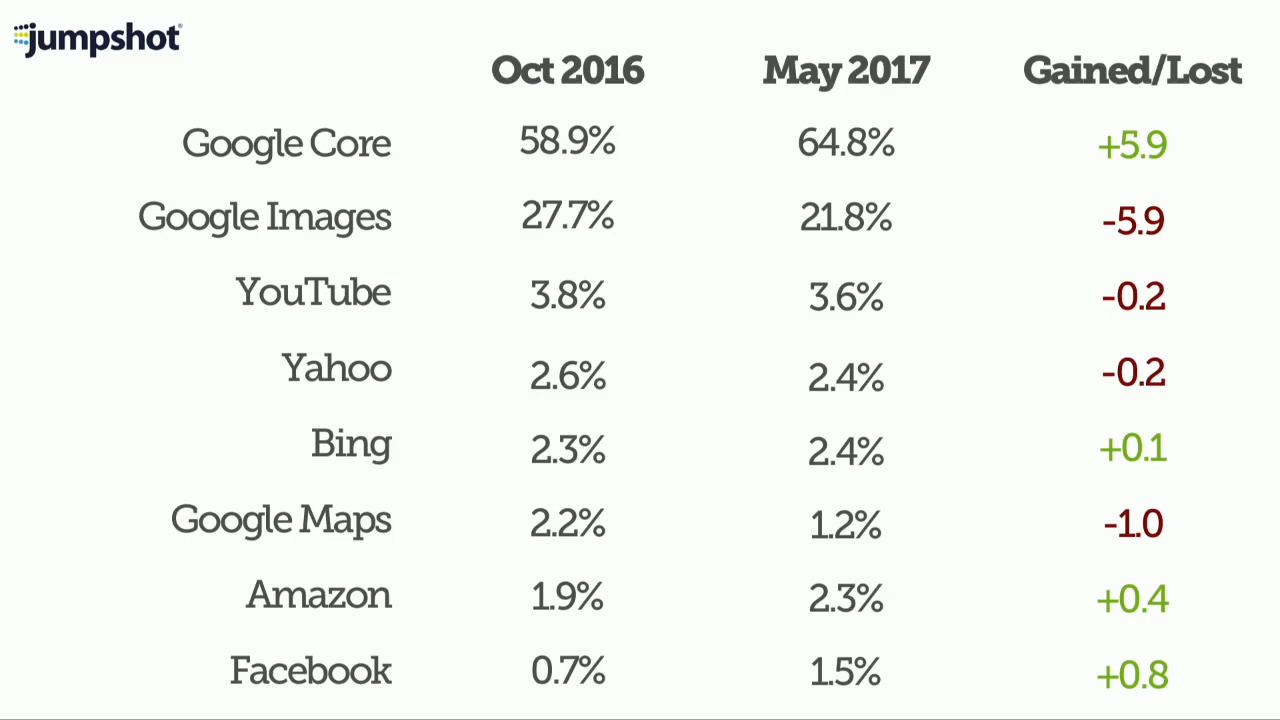 jumpshot®
Oct 2016 May 2017 Gained/Lost
Google Core 58.9% 64.8% +5.9
Google Images 27.7% 21.8% -5.9
YouTube 3.8% 3.6% -0.2
Yahoo 2.6% 2.4% -0.2
Bing 2.3% 2.4% +0.1
Google Maps 2.2% 1.2% -1.0
Amazon 1.9% 2.3% +0.4
Facebook 0.7% 1.5% +0.8